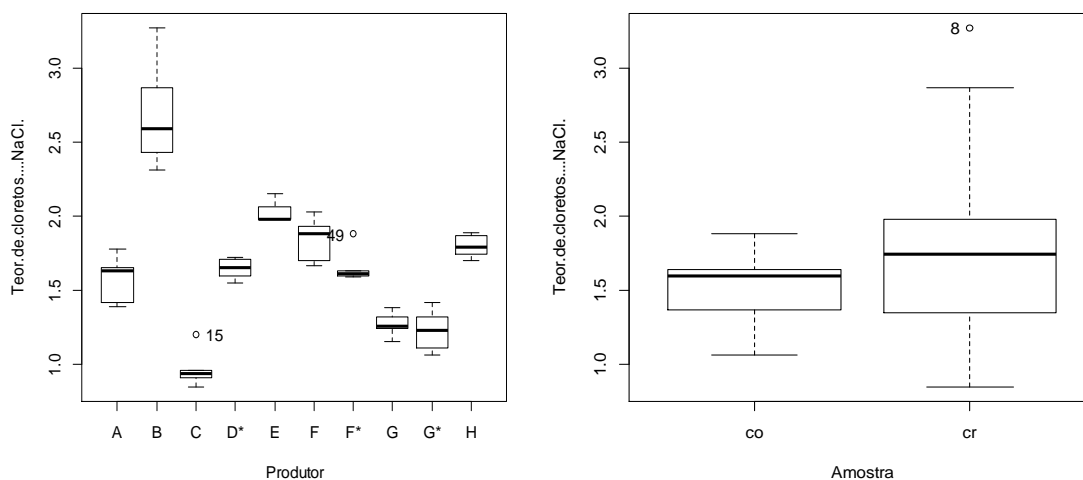 Teor.de.cloretos....NaCl.
3.0
2.5
2.0
1.5
1.0
15
49
A B C D* E F F* G G* H
Produtor
Teor.de.cloretos....NaCl.
3.0
2.5
2.0
1.5
1.0
8
co cr
Amostra